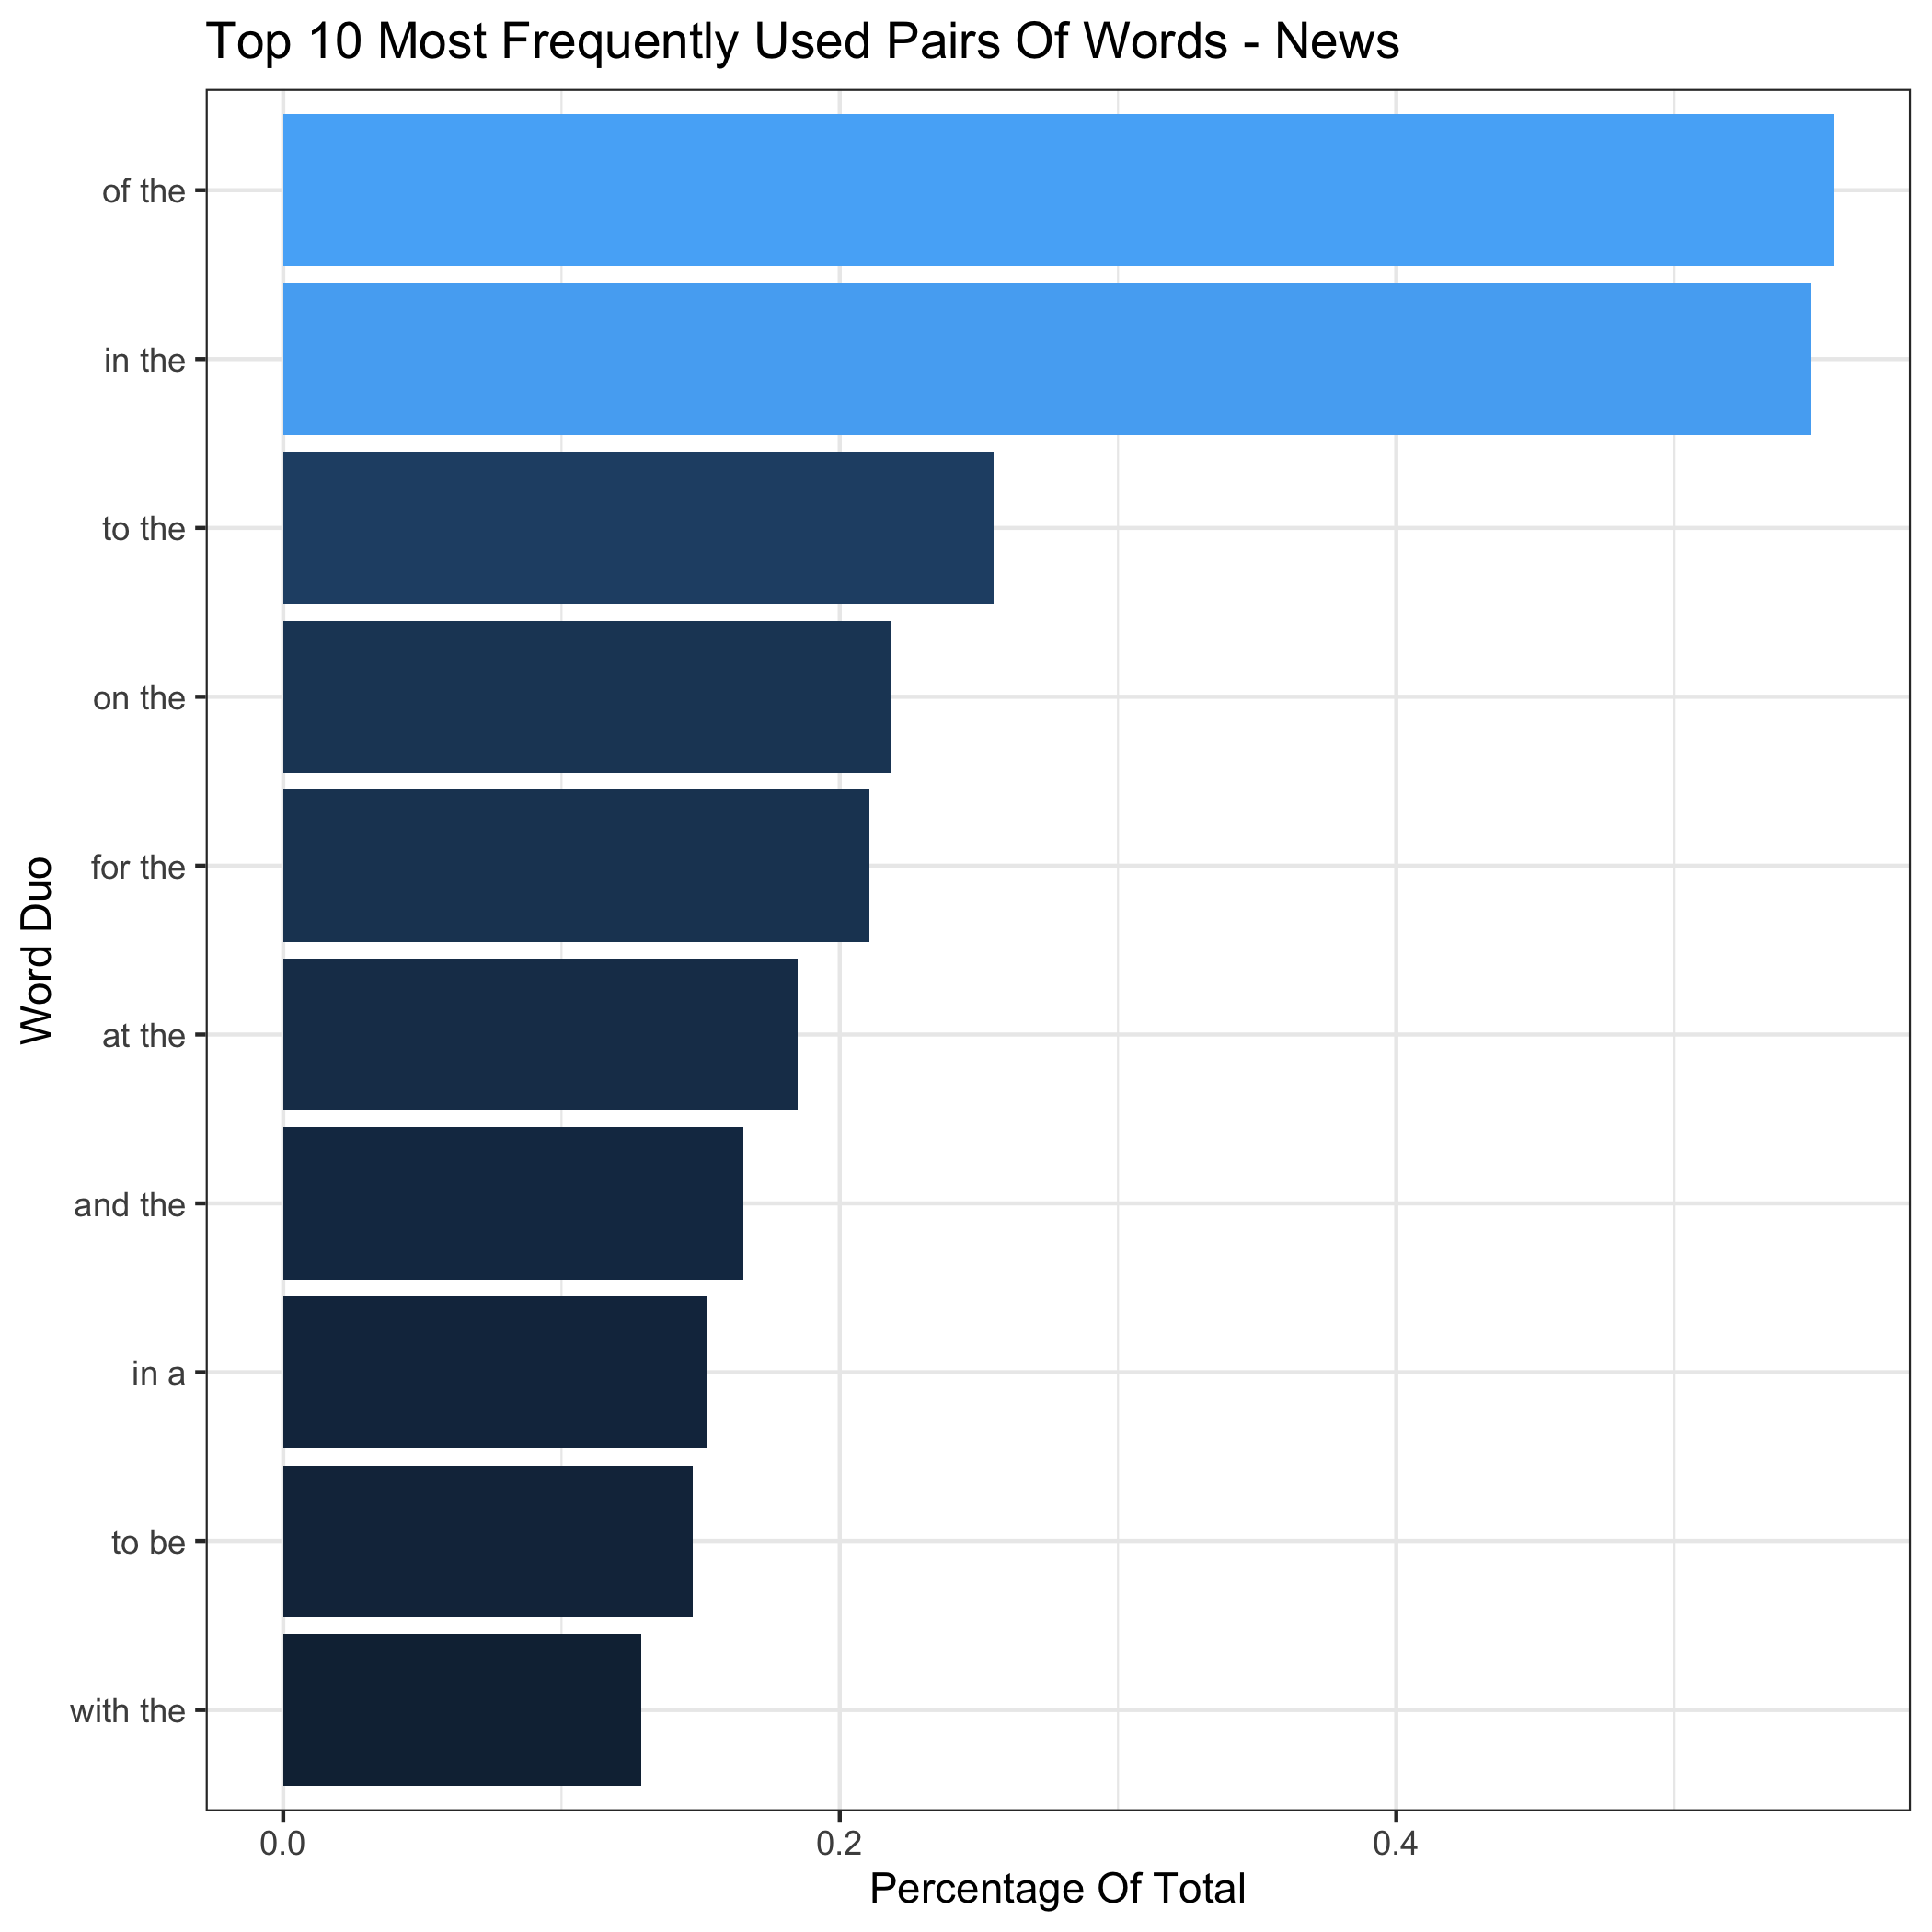 Top 10 Most Frequently Used Pairs Of Words - News
of the
in the
to the
on the
for the
at the
and the
in a
to be
with the
Word Duo
0.0 0.2 0.4
Percentage Of Total